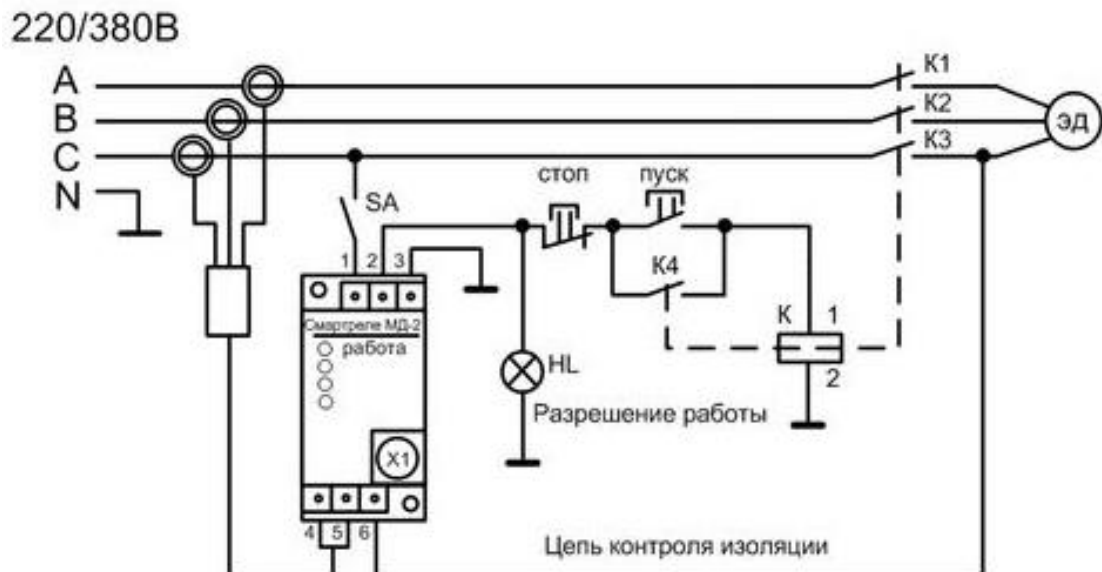 220/380В
A
B
C
N
K1
K2
K3
ЭД
SA
стоп
пуск
K4
1
2
3
Смартреле МД-2
работа
К
1
2
HL
Разрешение работы
X1
4
5
6
Цепь контроля изоляции